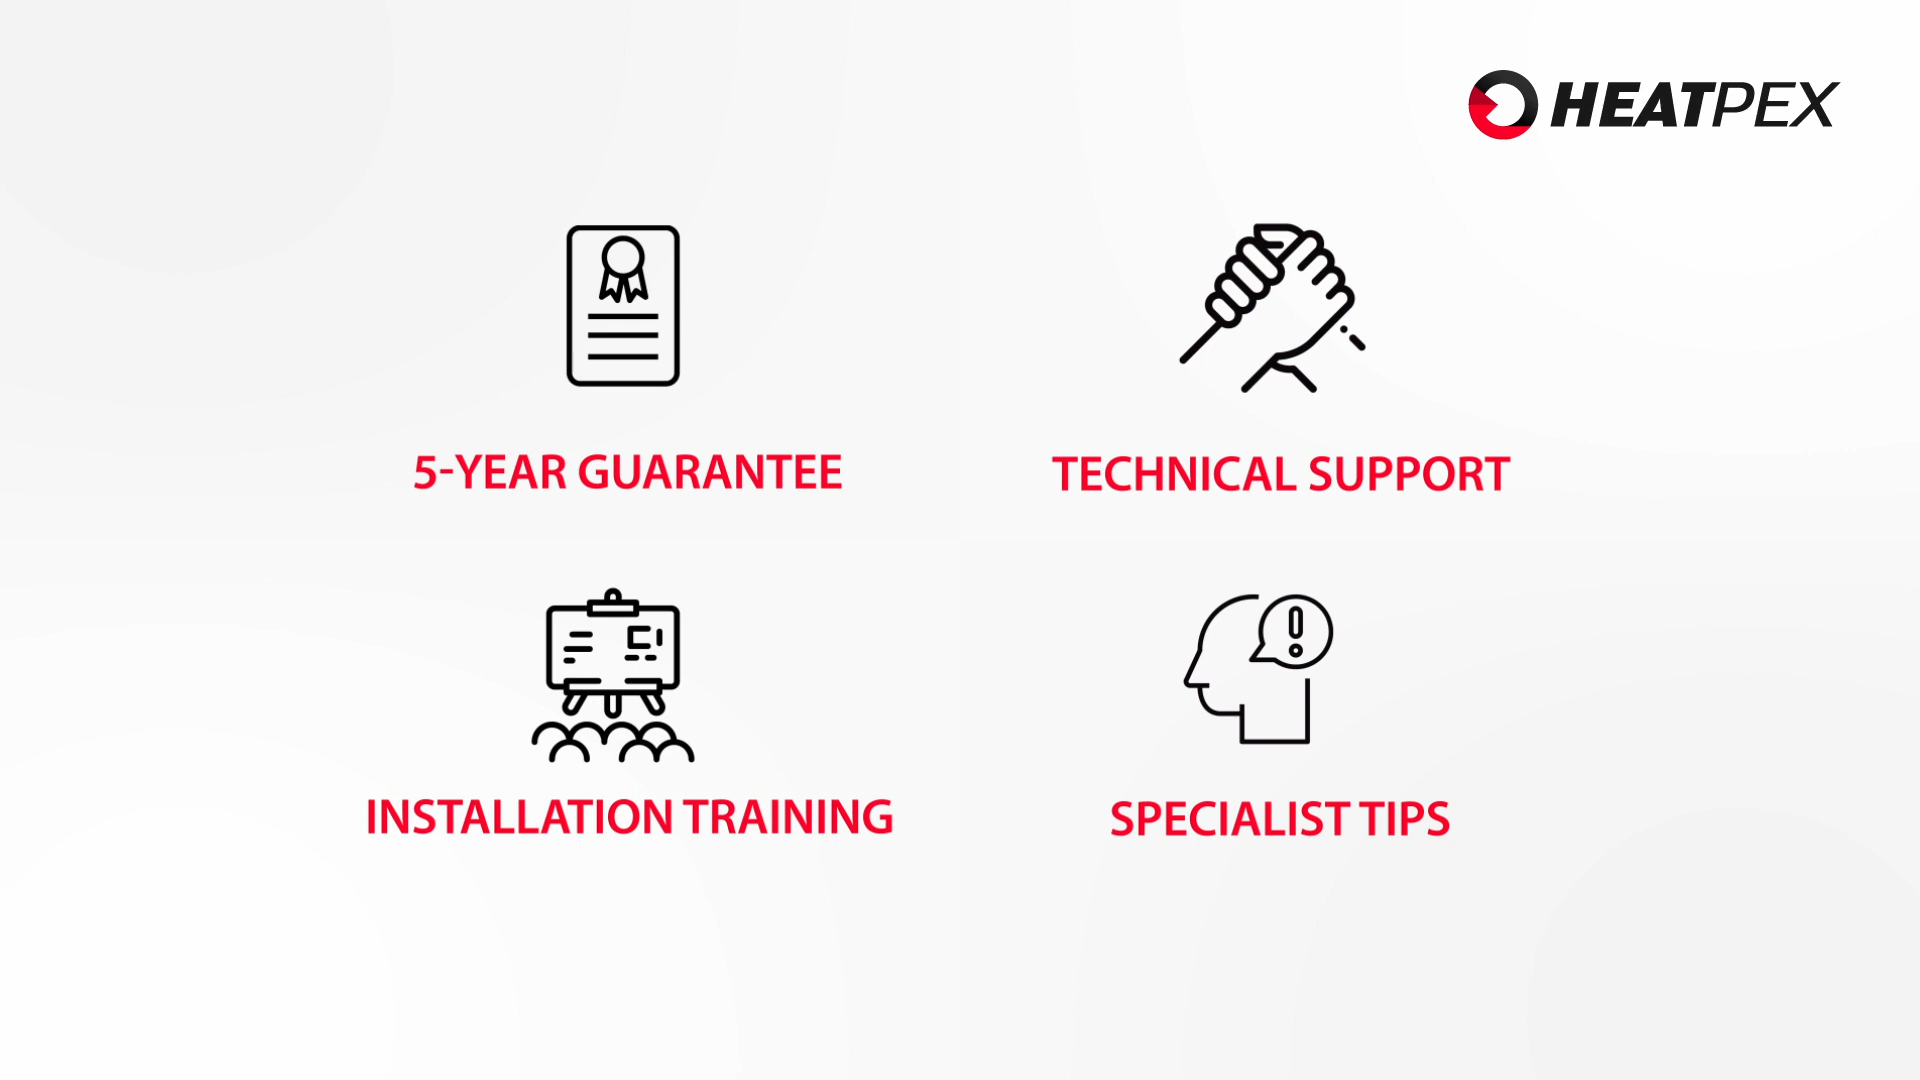 HEATPEX
5-YEAR GUARANTEE
TECHNICAL SUPPORT
INSTALLATION TRAINING
SPECIALIST TIPS